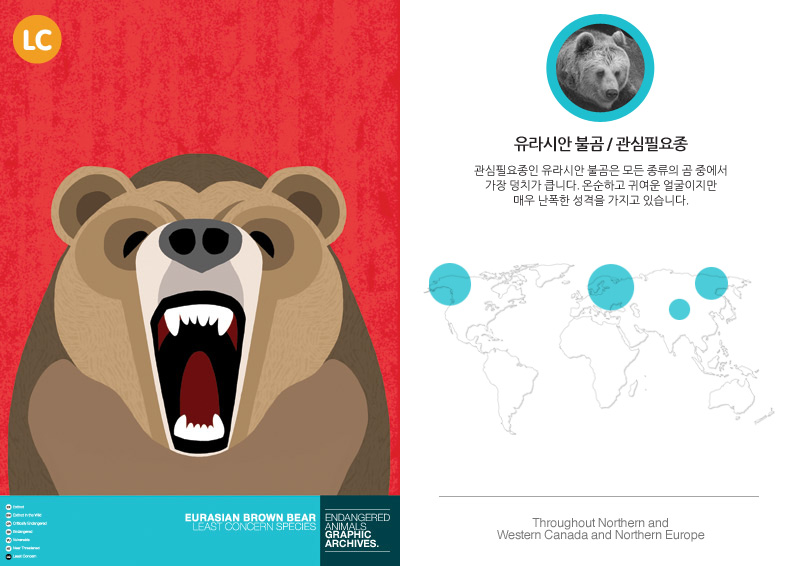 LC
Extinct
Extinct in the Wild
Critically Endangered
Endangered
Vulnerable
Near Threatened
Least Concern
EURASIAN BROWN BEAR
LEAST CONCERN SPECIES
ENDANGERED
ANIMALS
GRAPHIC
ARCHIVES.
유라시안 불곰 / 관심필요종
관심필요종인 유라시안 불곰은 모든 종류의 곰 중에서
가장 덩치가 큽니다. 온순하고 귀여운 얼굴이지만
매우 난폭한 성격을 가지고 있습니다.
Throughout Northern and
Western Canada and Northern Europe